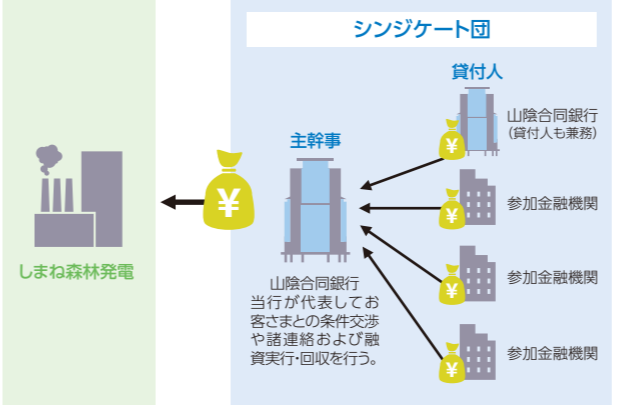 シンジケート団
貸付人
山陰合同銀行
(貸付人も兼務)
主幹事
¥
¥
参加金融機関
¥
しまね森林発電
¥
参加金融機関
山陰合同銀行
当行が代表してお
客さまとの条件交渉
や諸連絡および融
資実行・回収を行う。
¥
参加金融機関